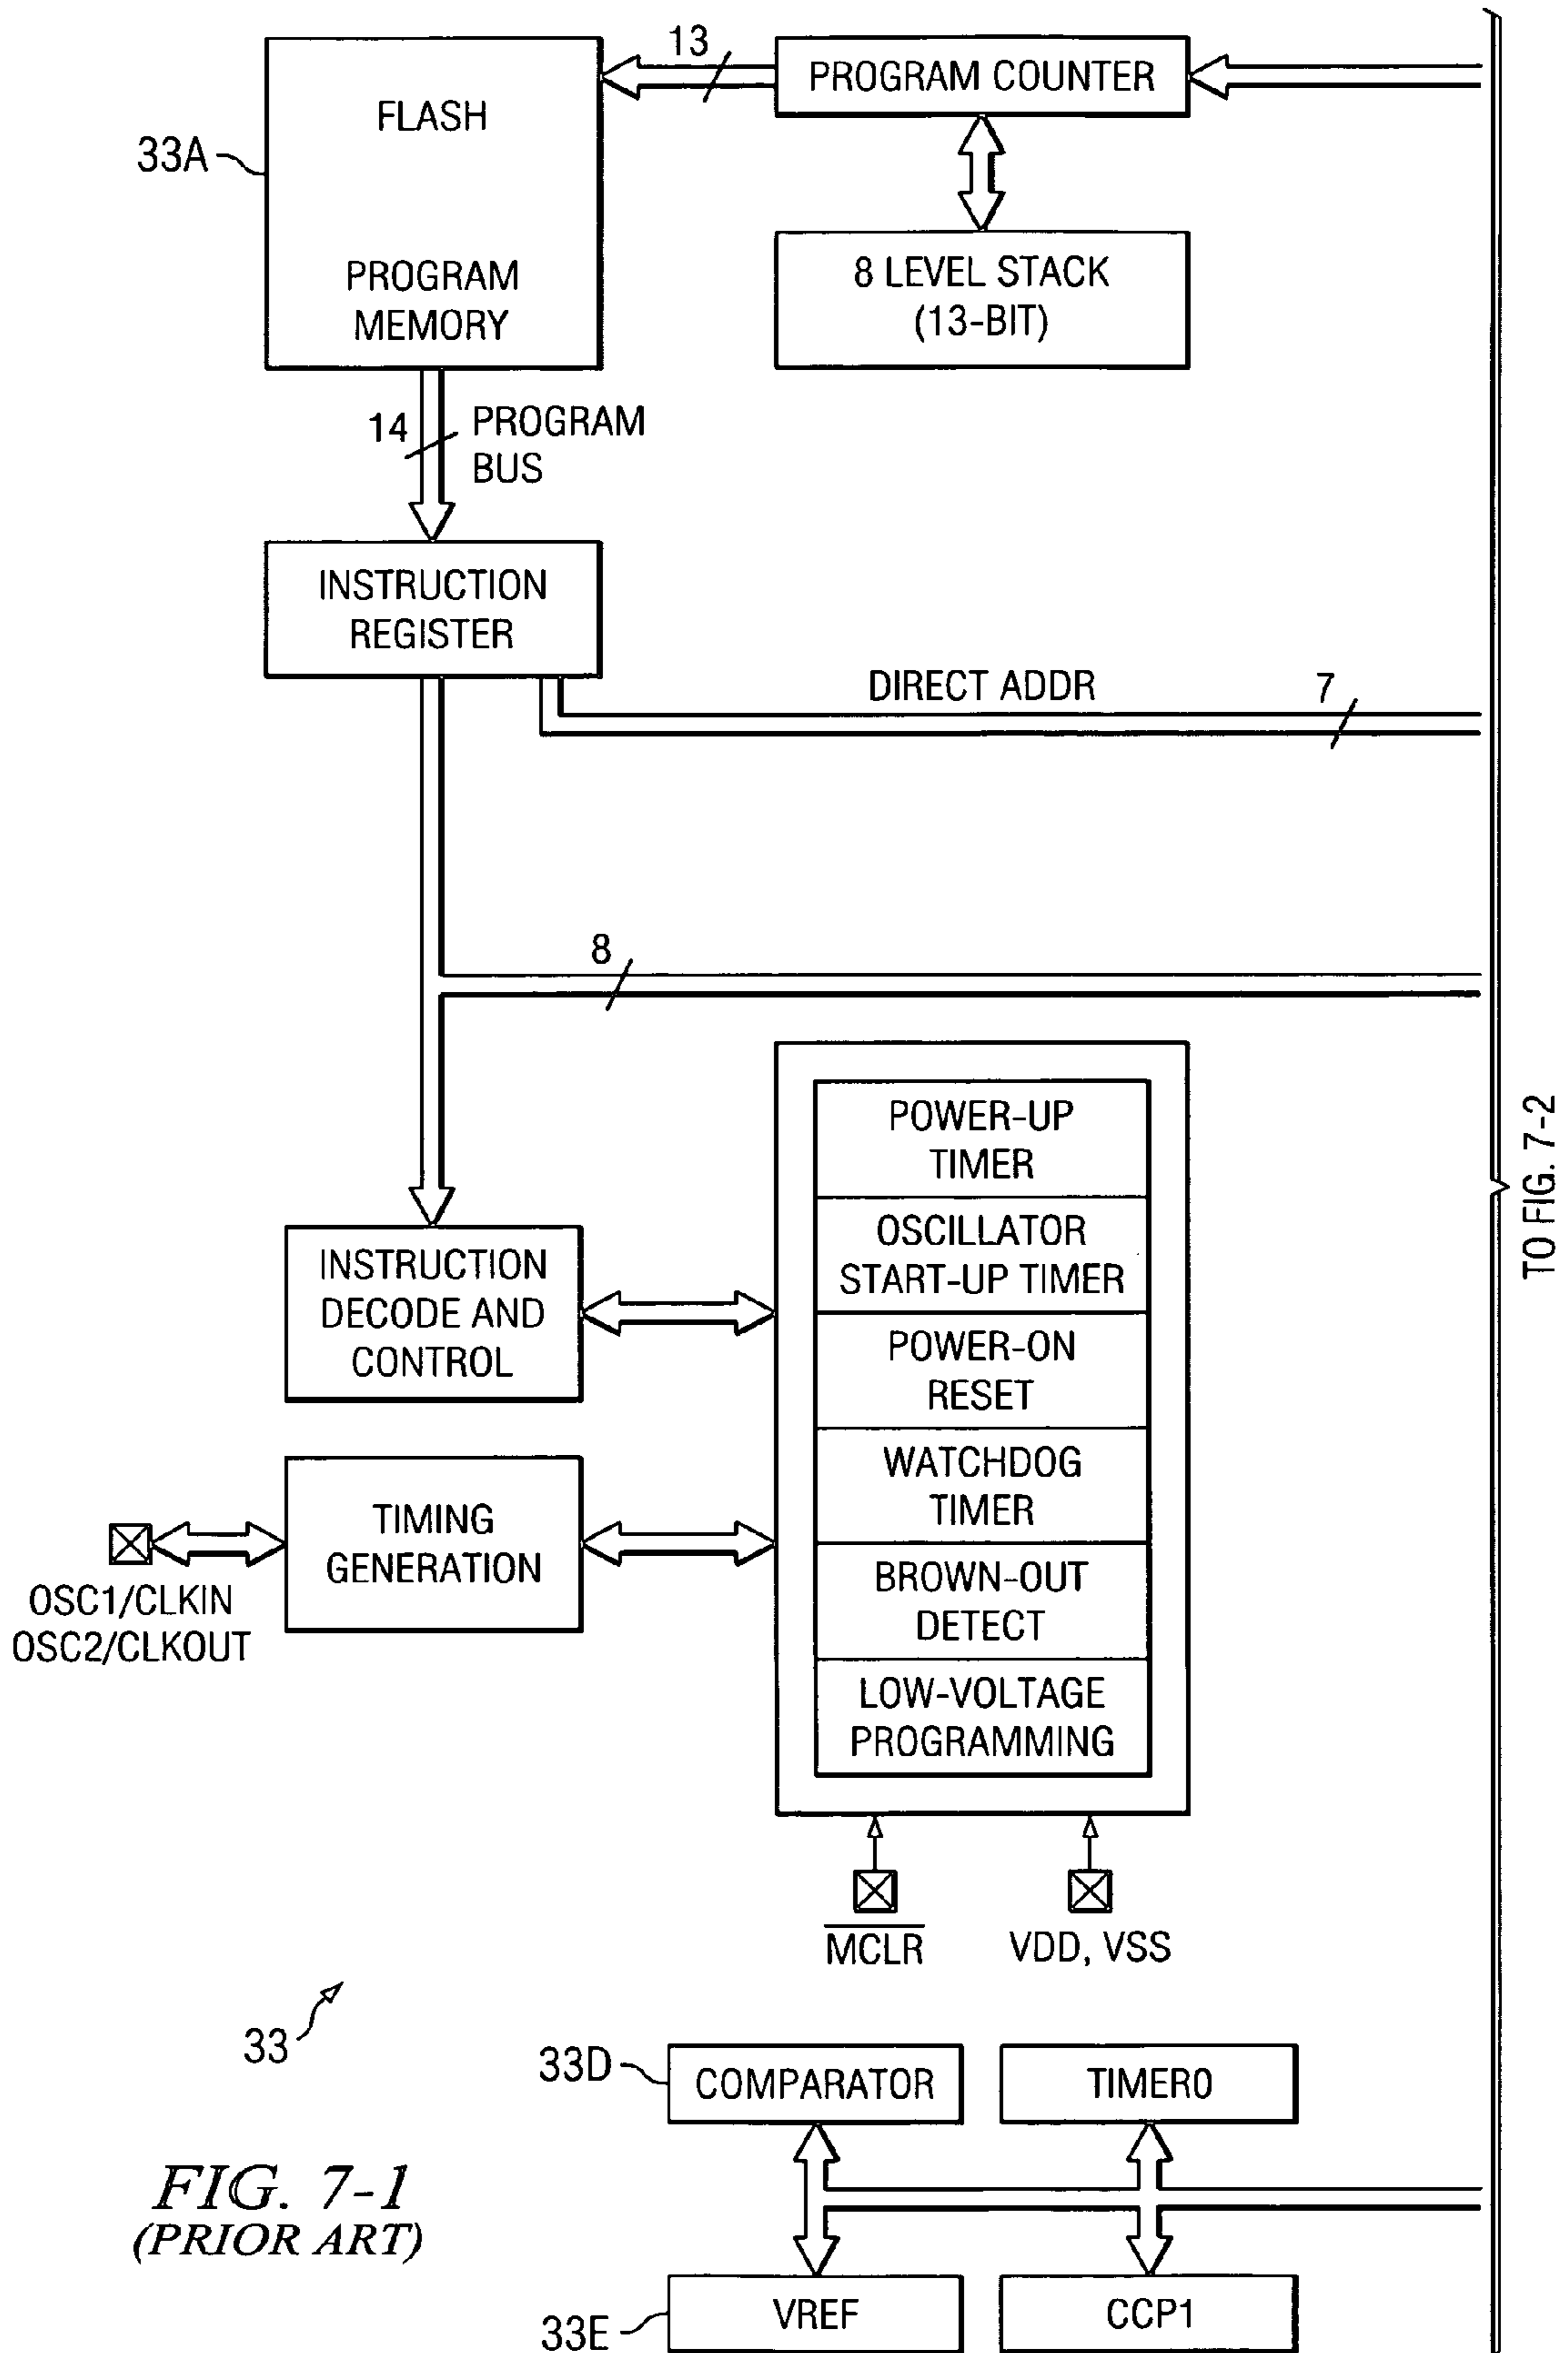 13
PROGRAM COUNTER
FLASH
33A
PROGRAM
MEMORY
8 LEVEL STACK
(13-BIT)
14
PROGRAM
BUS
INSTRUCTION
REGISTER
DIRECT ADDR
7
8
POWER-UP
TIMER
OSCILLATOR
START-UP TIMER
POWER-ON
RESET
WATCHDOG
TIMER
BROWN-OUT
DETECT
LOW-VOLTAGE
PROGRAMMING
INSTRUCTION
DECODE AND
CONTROL
TIMING
GENERATION
OSC1/CLKIN
OSC2/CLKOUT
MCLR
VDD, VSS
TO FIG. 7-2
33
33D
COMPARATOR
TIMER0
33E
VREF
CCP1
FIG. 7-1
(PRIOR ART)